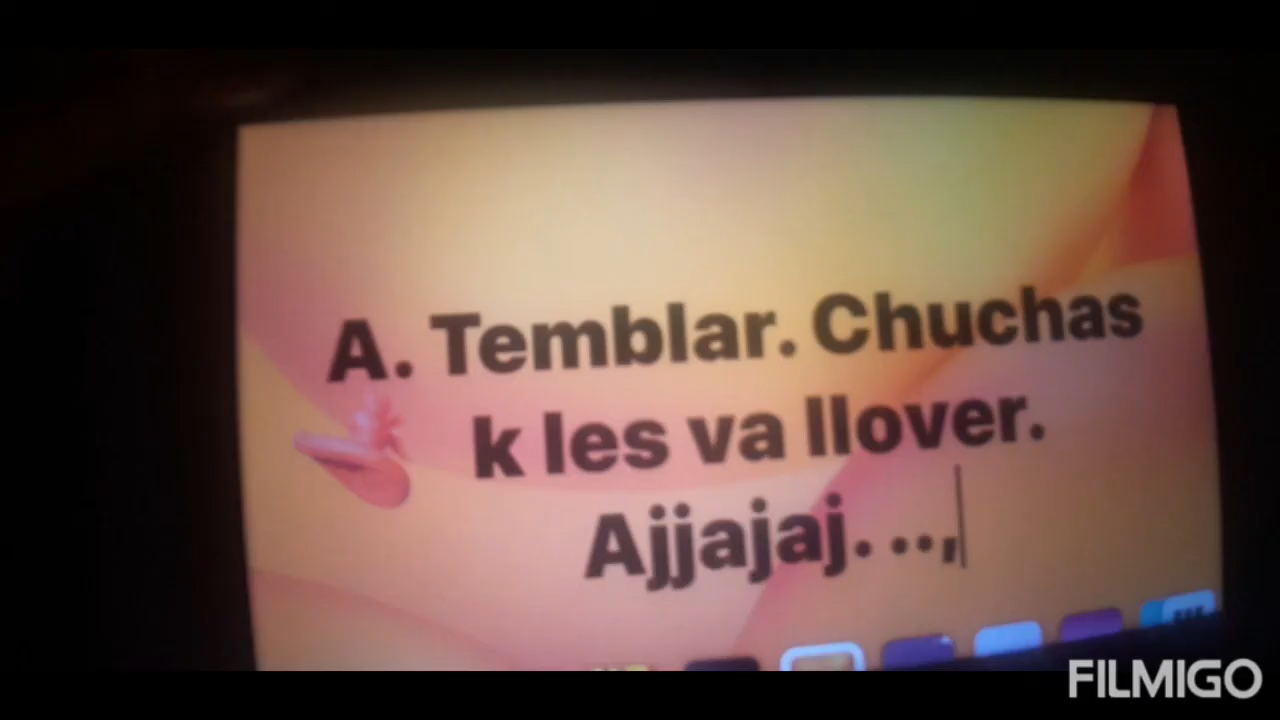 A. Temblar. Chuchas
k les va llover.
Ajjajaj. ..,
FILMIGO